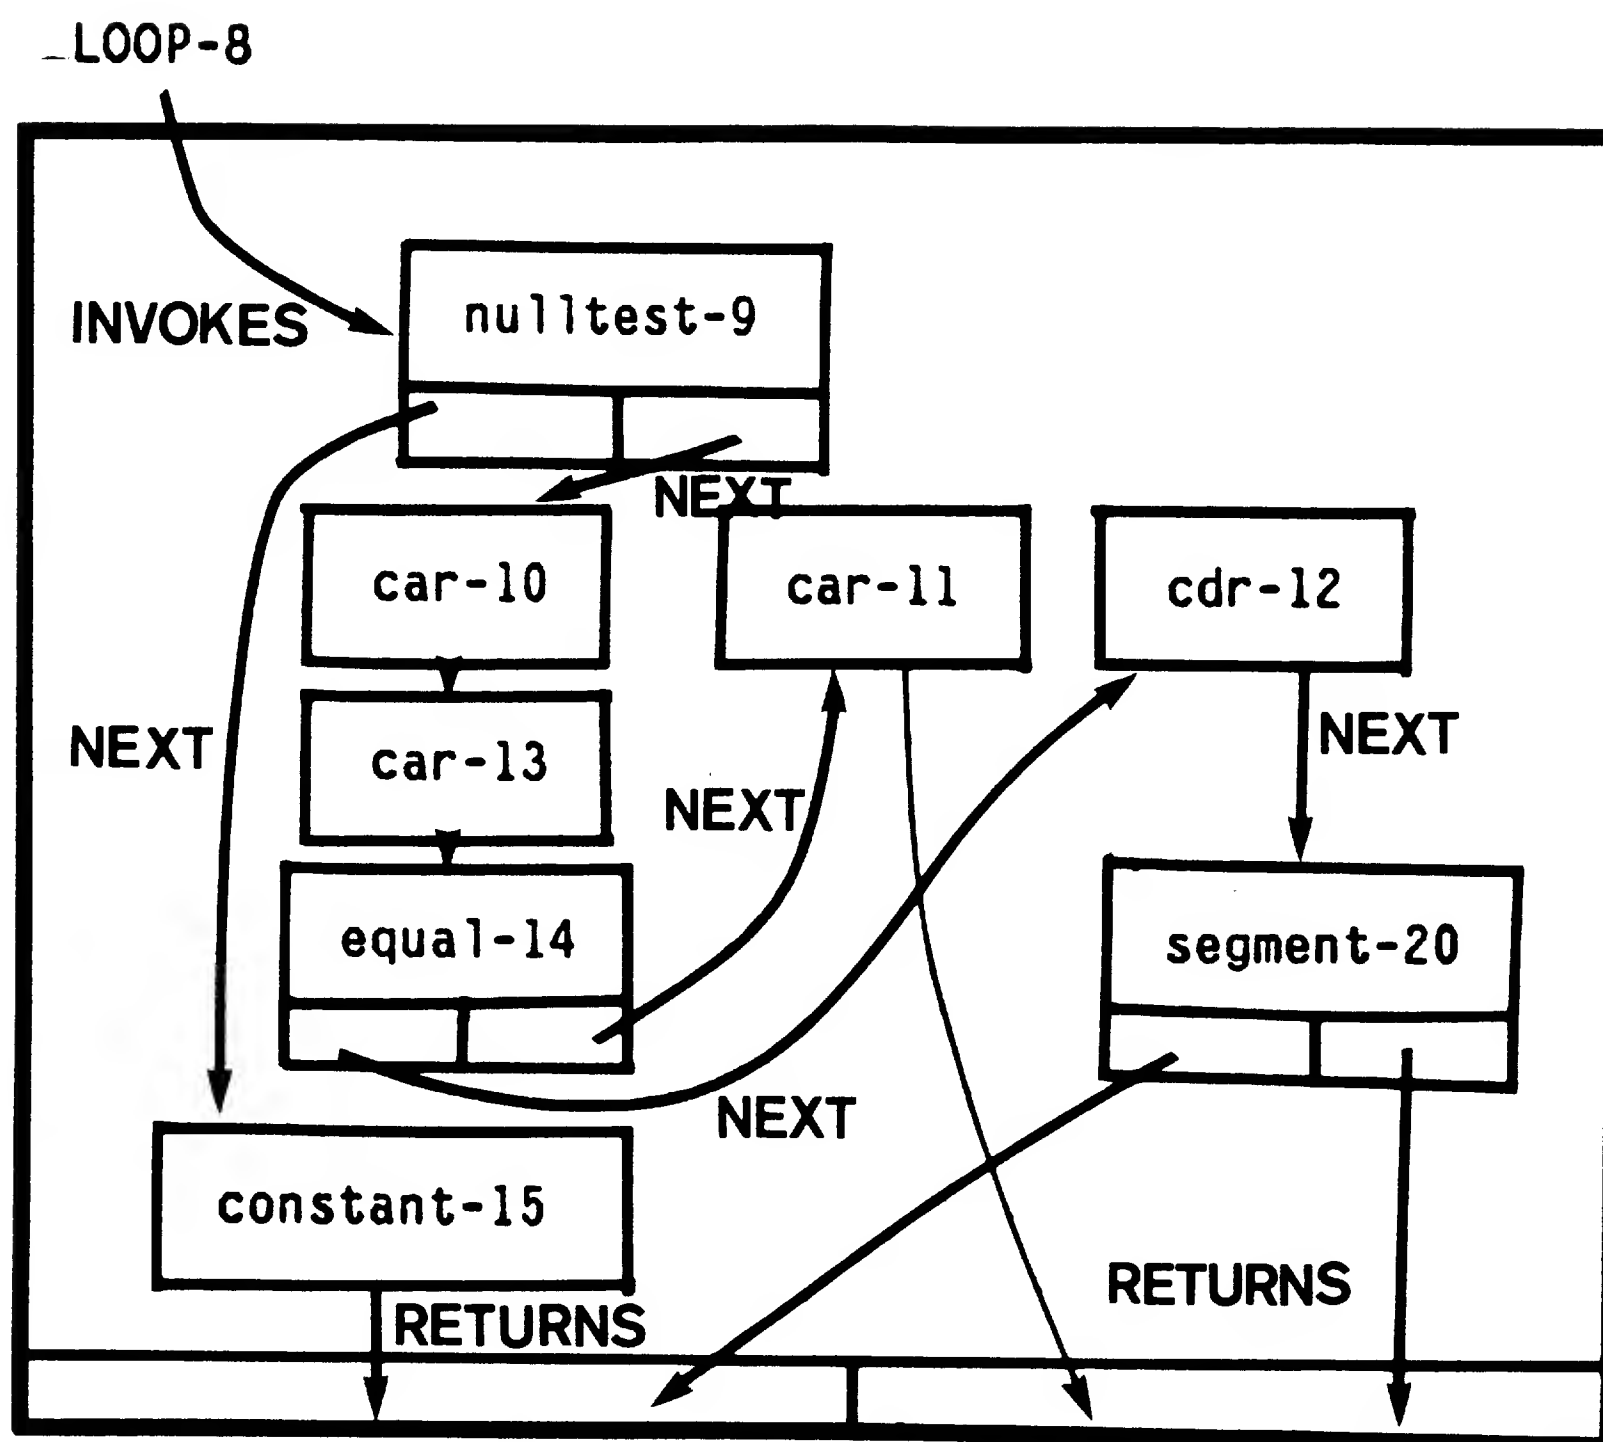 LOOP-8
INVOKES
nulltest-9
NEXT
car-10
car-11
cdr-12
NEXT
car-13
NEXT
NEXT
equal-14
segment-20
NEXT
constant-15
RETURNS
RETURNS